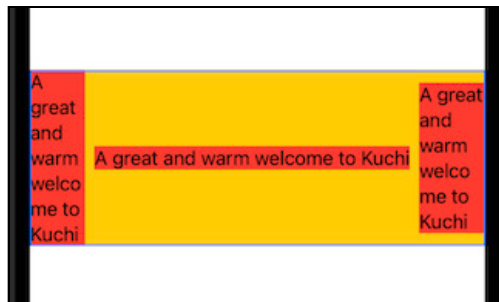 A
great
and
warm
welco
me to
Kuchi
A great and warm welcome to Kuchi
A great
and
warm
welco
me to
Kuchi